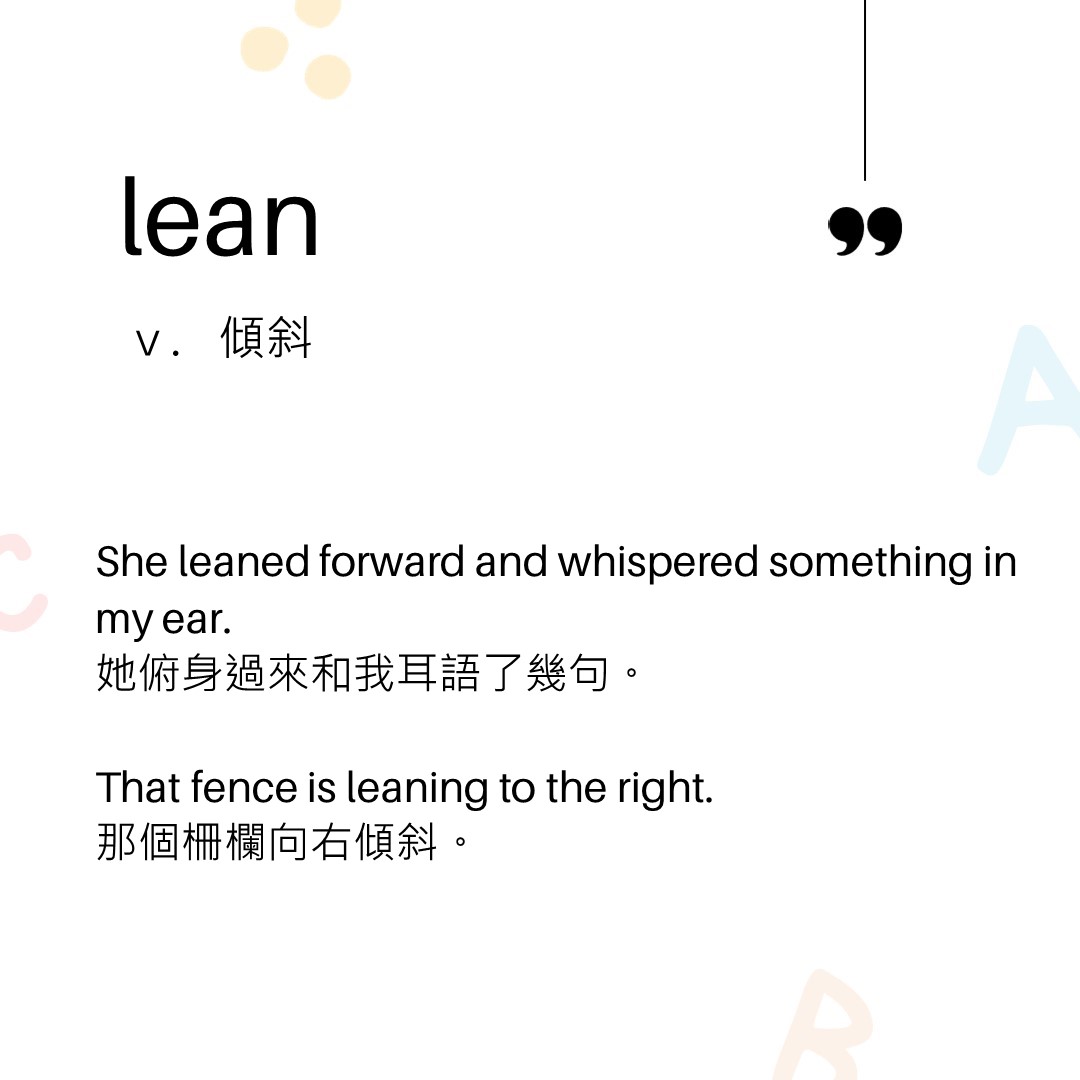 lean
”
v. 傾斜
She leaned forward and whispered something in
my ear.
她俯身過來和我耳語了幾句。
That fence is leaning to the right.
那個柵欄向右傾斜。
A
C
B